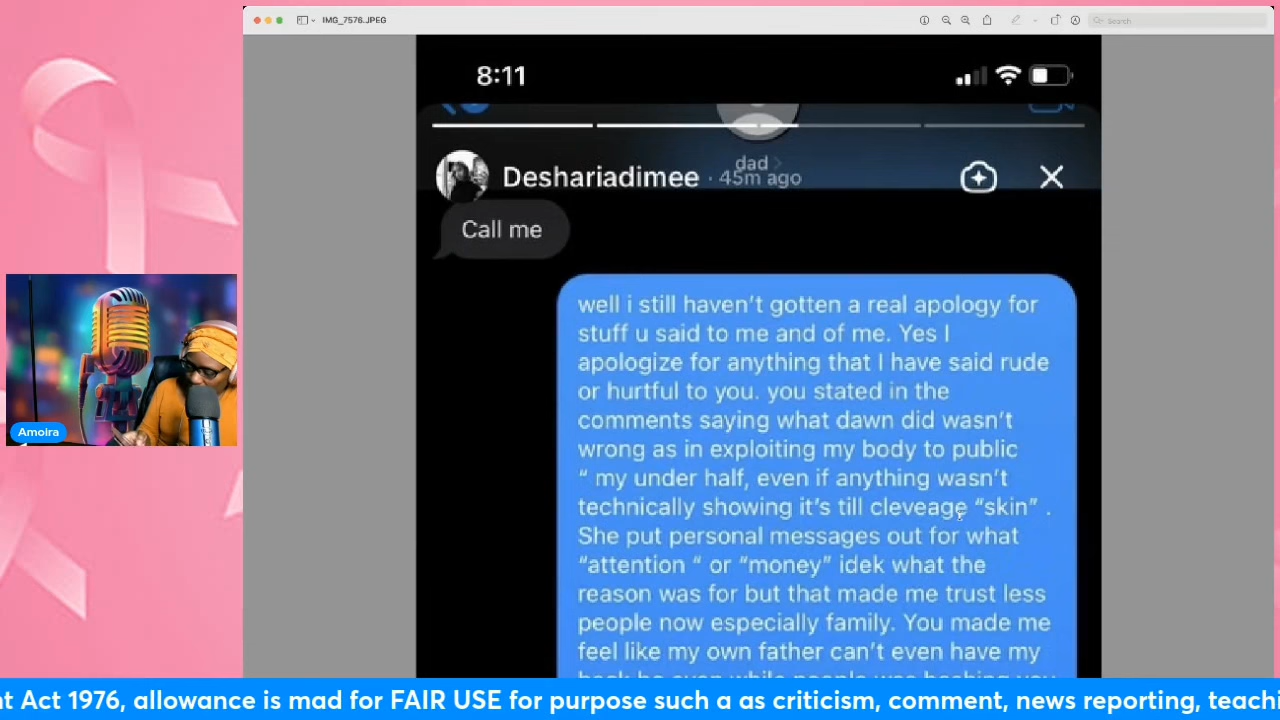 IMG_7576.JPEG
Search
8:11
dad
Deshariadimee · 45m ago
Call me
well i still haven't gotten a real apology for
stuff u said to me and of me. Yes I
apologize for anything that I have said rude
or hurtful to you. you stated in the
comments saying what dawn did wasn't
wrong as in exploiting my body to public
“ my under half, even if anything wasn't
technically showing it's till cleveage “skin” .
She put personal messages out for what
“attention “ or “money” idek what the
reason was for but that made me trust less
people now especially family. You made me
feel like my own father can't even have my
Amoira
nt Act 1976, allowance is mad for FAIR USE for purpose such a as criticism, comment, news reporting, teachi